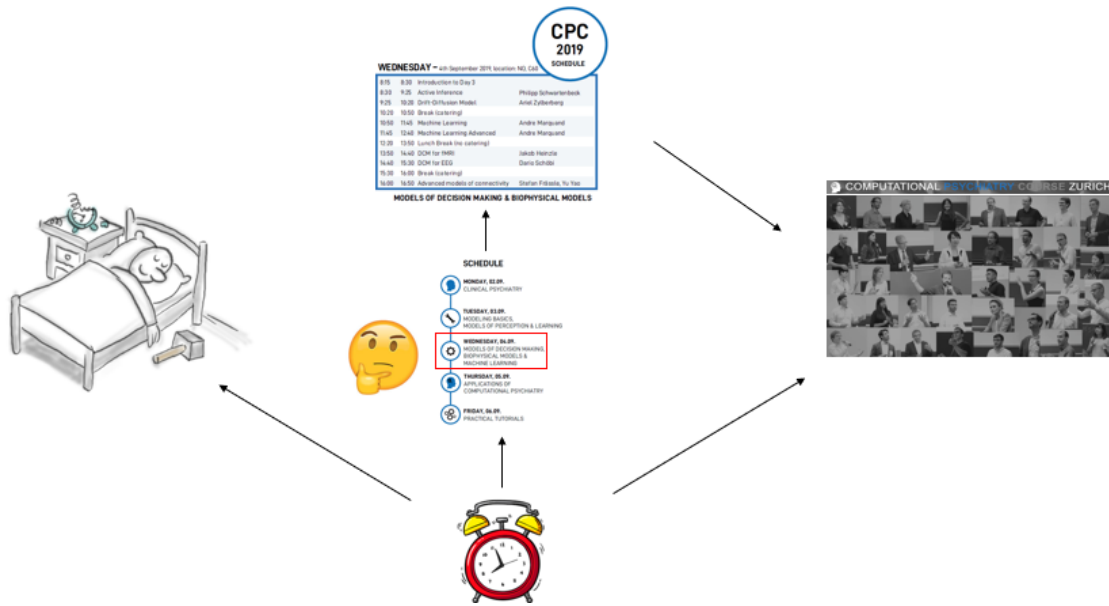 CPC
2019
SCHEDULE
WEDNESDAY – 4th September 2019, location: NO, C60
8:15 8:30 Introduction to Day 3
8:30 9:25 Active Inference Philipp Schwartenbeck
9:25 10:20 Drift-Diffusion Model Ariel Zylberberg
10:20 10:50 Break (catering)
10:50 11:45 Machine Learning Andre Marquand
11:45 12:40 Machine Learning Advanced Andre Marquand
12:20 13:50 Lunch Break (no catering)
13:50 14:40 DCM for fMRI Jakob Heinzle
14:40 15:30 DCM for EEG Dario Schöbi
15:30 16:00 Break (catering)
16:00 16:50 Advanced models of connectivity Stefan Frässle, Yu Yao
MODELS OF DECISION MAKING & BIOPHYSICAL MODELS
COMPUTATIONAL PSYCHIATRY COURSE ZURICH
SCHEDULE
MONDAY, 02.09.
CLINICAL PSYCHIATRY
TUESDAY, 03.09.
MODELING BASICS,
MODELS OF PERCEPTION & LEARNING
WEDNESDAY, 04.09.
MODELS OF DECISION MAKING,
BIOPHYSICAL MODELS &
MACHINE LEARNING
THURSDAY, 05.09.
APPLICATIONS OF
COMPUTATIONAL PSYCHIATRY
FRIDAY, 06.09.
PRACTICAL TUTORIALS